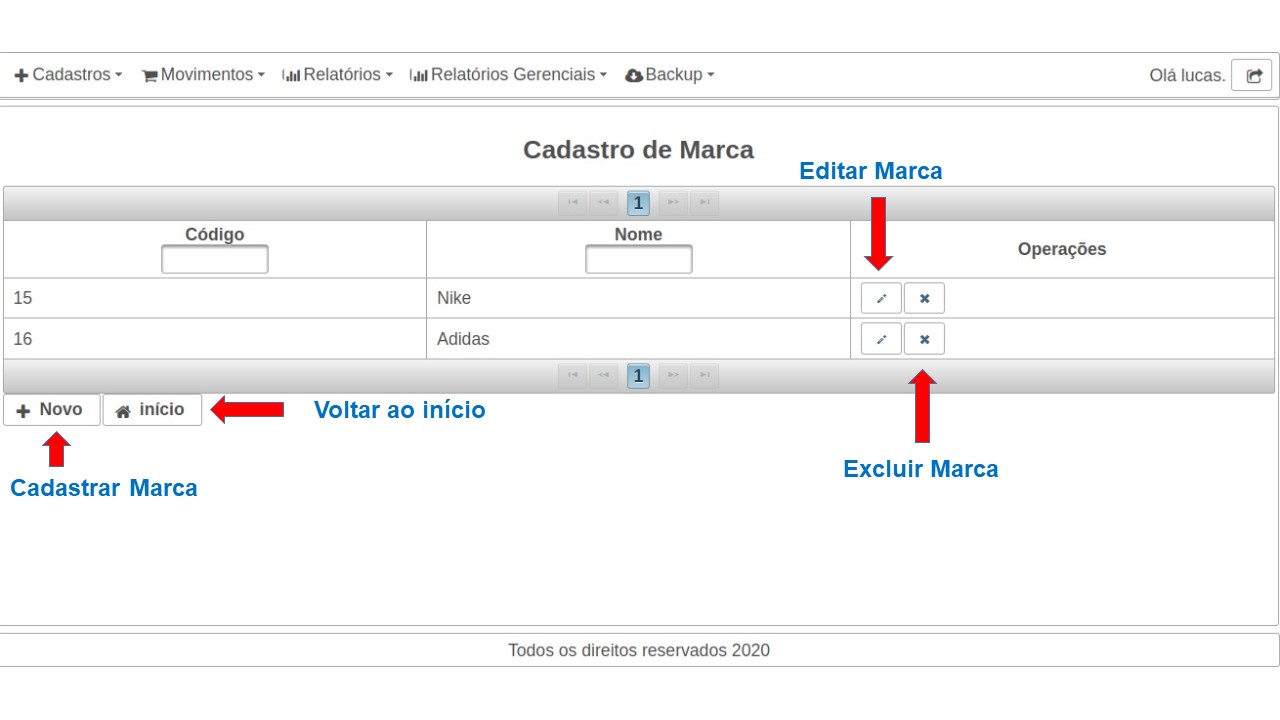 Cadastros Movimentos Relatórios Relatórios Gerenciais Backup Olá lucas.
Cadastro de Marca
Editar Marca
1
Código Nome Operações
15 Nike
16 Adidas
1
Novo início Voltar ao início
Excluir Marca
Cadastrar Marca
Todos os direitos reservados 2020